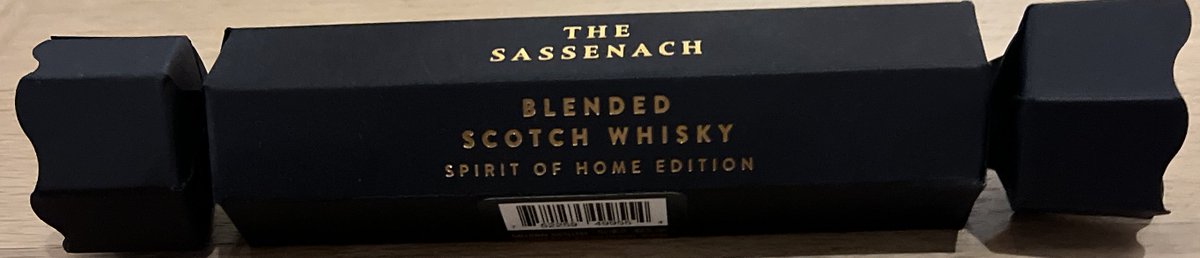 THE
SASSENACH
BLENDED
SCOTCH WHISKY
SPIRIT OF HOME EDITION